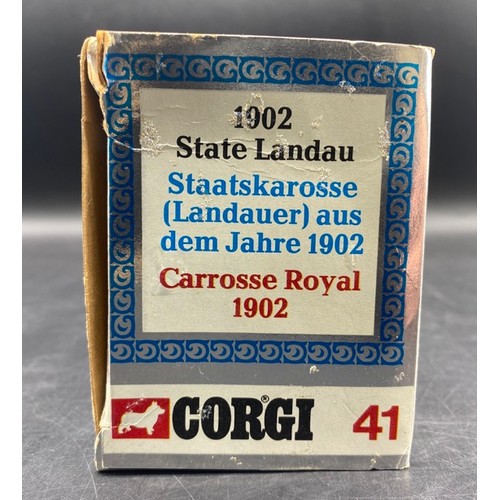 1902
State Landau
Staatskarosse
(Landauer) aus
dem Jahre 1902
Carrosse Royal
1902
CORGI® 41